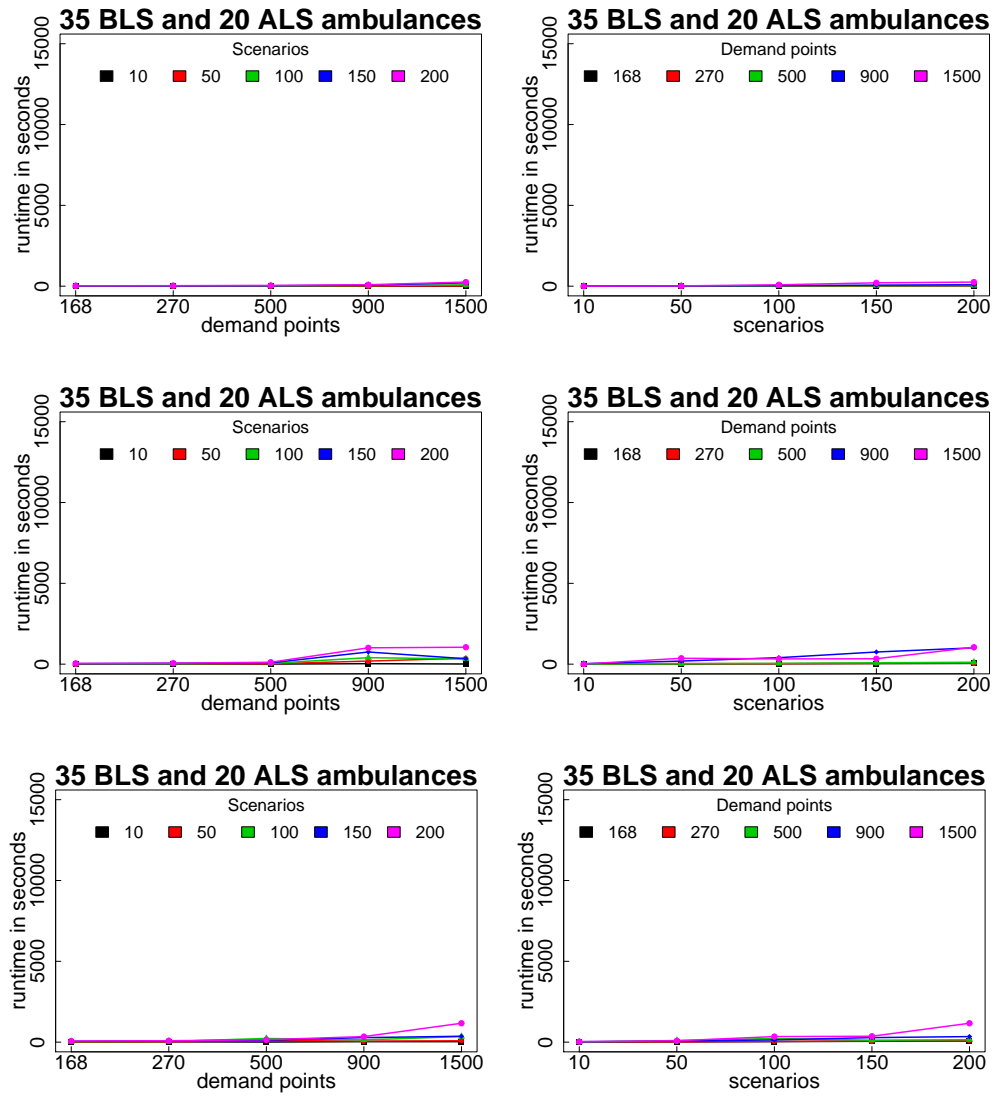 35 BLS and 20 ALS ambulances
Scenarios
10 50 100 150 200
runtime in seconds
0 5000 10000 15000
168 270 500 900 1500
demand points
35 BLS and 20 ALS ambulances
Demand points
168 270 500 900 1500
runtime in seconds
0 5000 10000 15000
10 50 100 150 200
scenarios
35 BLS and 20 ALS ambulances
Scenarios
10 50 100 150 200
runtime in seconds
0 5000 10000 15000
168 270 500 900 1500
demand points
35 BLS and 20 ALS ambulances
Demand points
168 270 500 900 1500
runtime in seconds
0 5000 10000 15000
10 50 100 150 200
scenarios
35 BLS and 20 ALS ambulances
Scenarios
10 50 100 150 200
runtime in seconds
0 5000 10000 15000
168 270 500 900 1500
demand points
35 BLS and 20 ALS ambulances
Demand points
168 270 500 900 1500
runtime in seconds
0 5000 10000 15000
10 50 100 150 200
scenarios